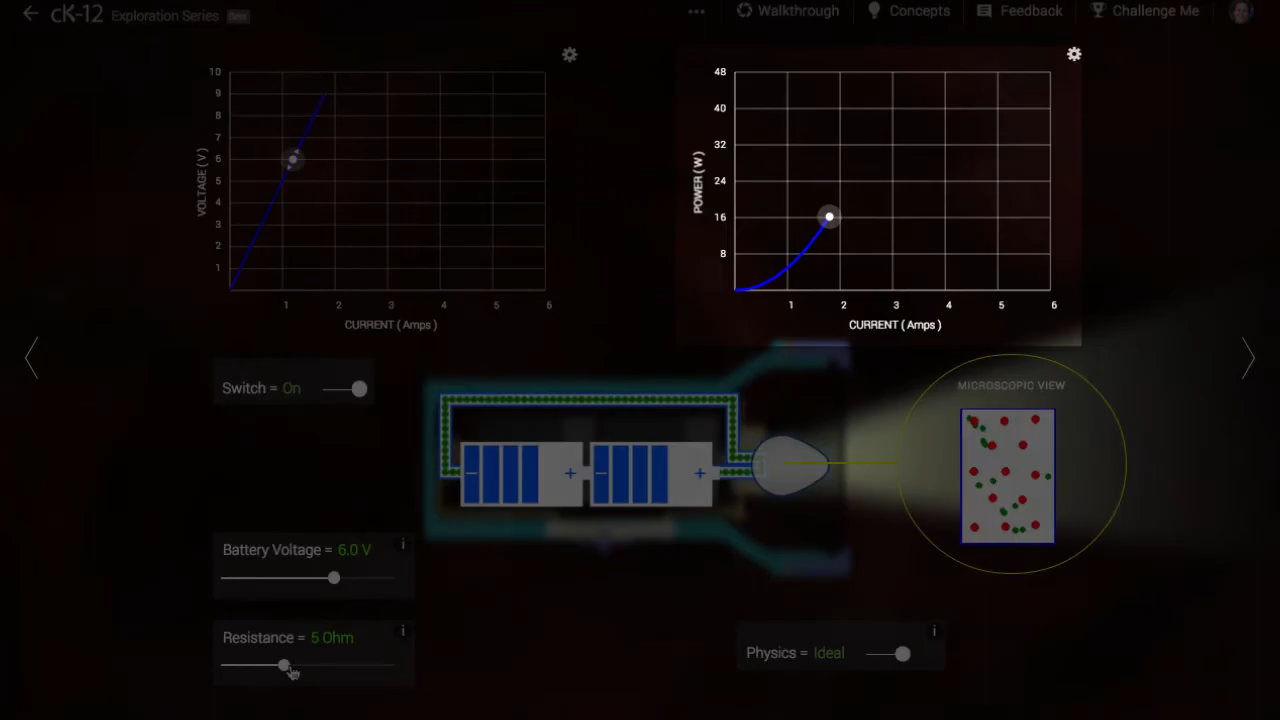 cK-12 Exploration Series Beta
••• Walkthrough Concepts Feedback Challenge Me
10
9
8
7
6
5
4
3
2
1
VOLTAGE ( V )
1 2 3 4 5 6
CURRENT ( Amps )
48
40
32
24
16
8
POWER ( W )
1 2 3 4 5 6
CURRENT ( Amps )
Switch = On
− + − +
MICROSCOPIC VIEW
Battery Voltage = 6.0 V i
Resistance = 5 Ohm i
Physics = Ideal i